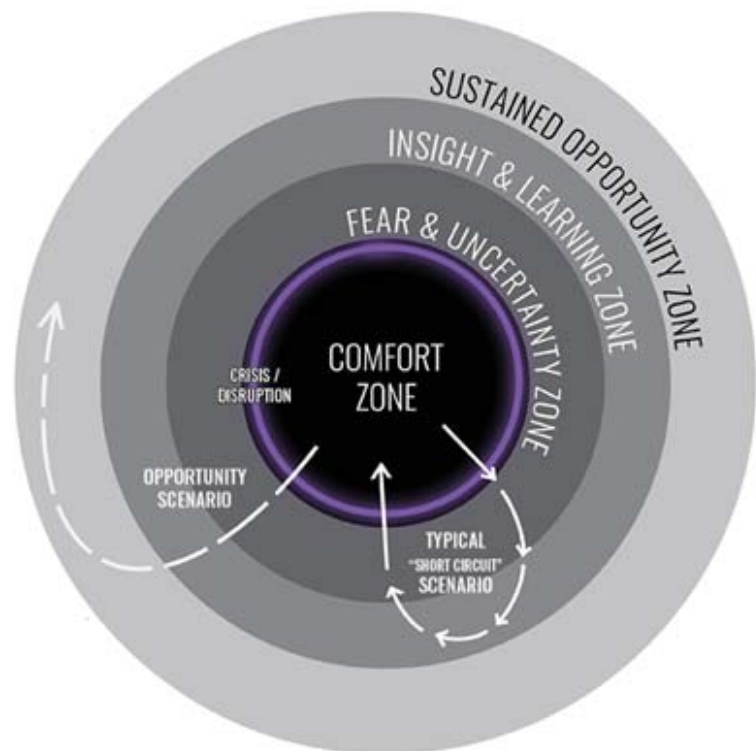 SUSTAINED OPPORTUNITY ZONE
INSIGHT & LEARNING ZONE
FEAR & UNCERTAINTY ZONE
COMFORT
ZONE
CRISIS /
DISRUPTION
OPPORTUNITY
SCENARIO
TYPICAL
"SHORT CIRCUIT"
SCENARIO